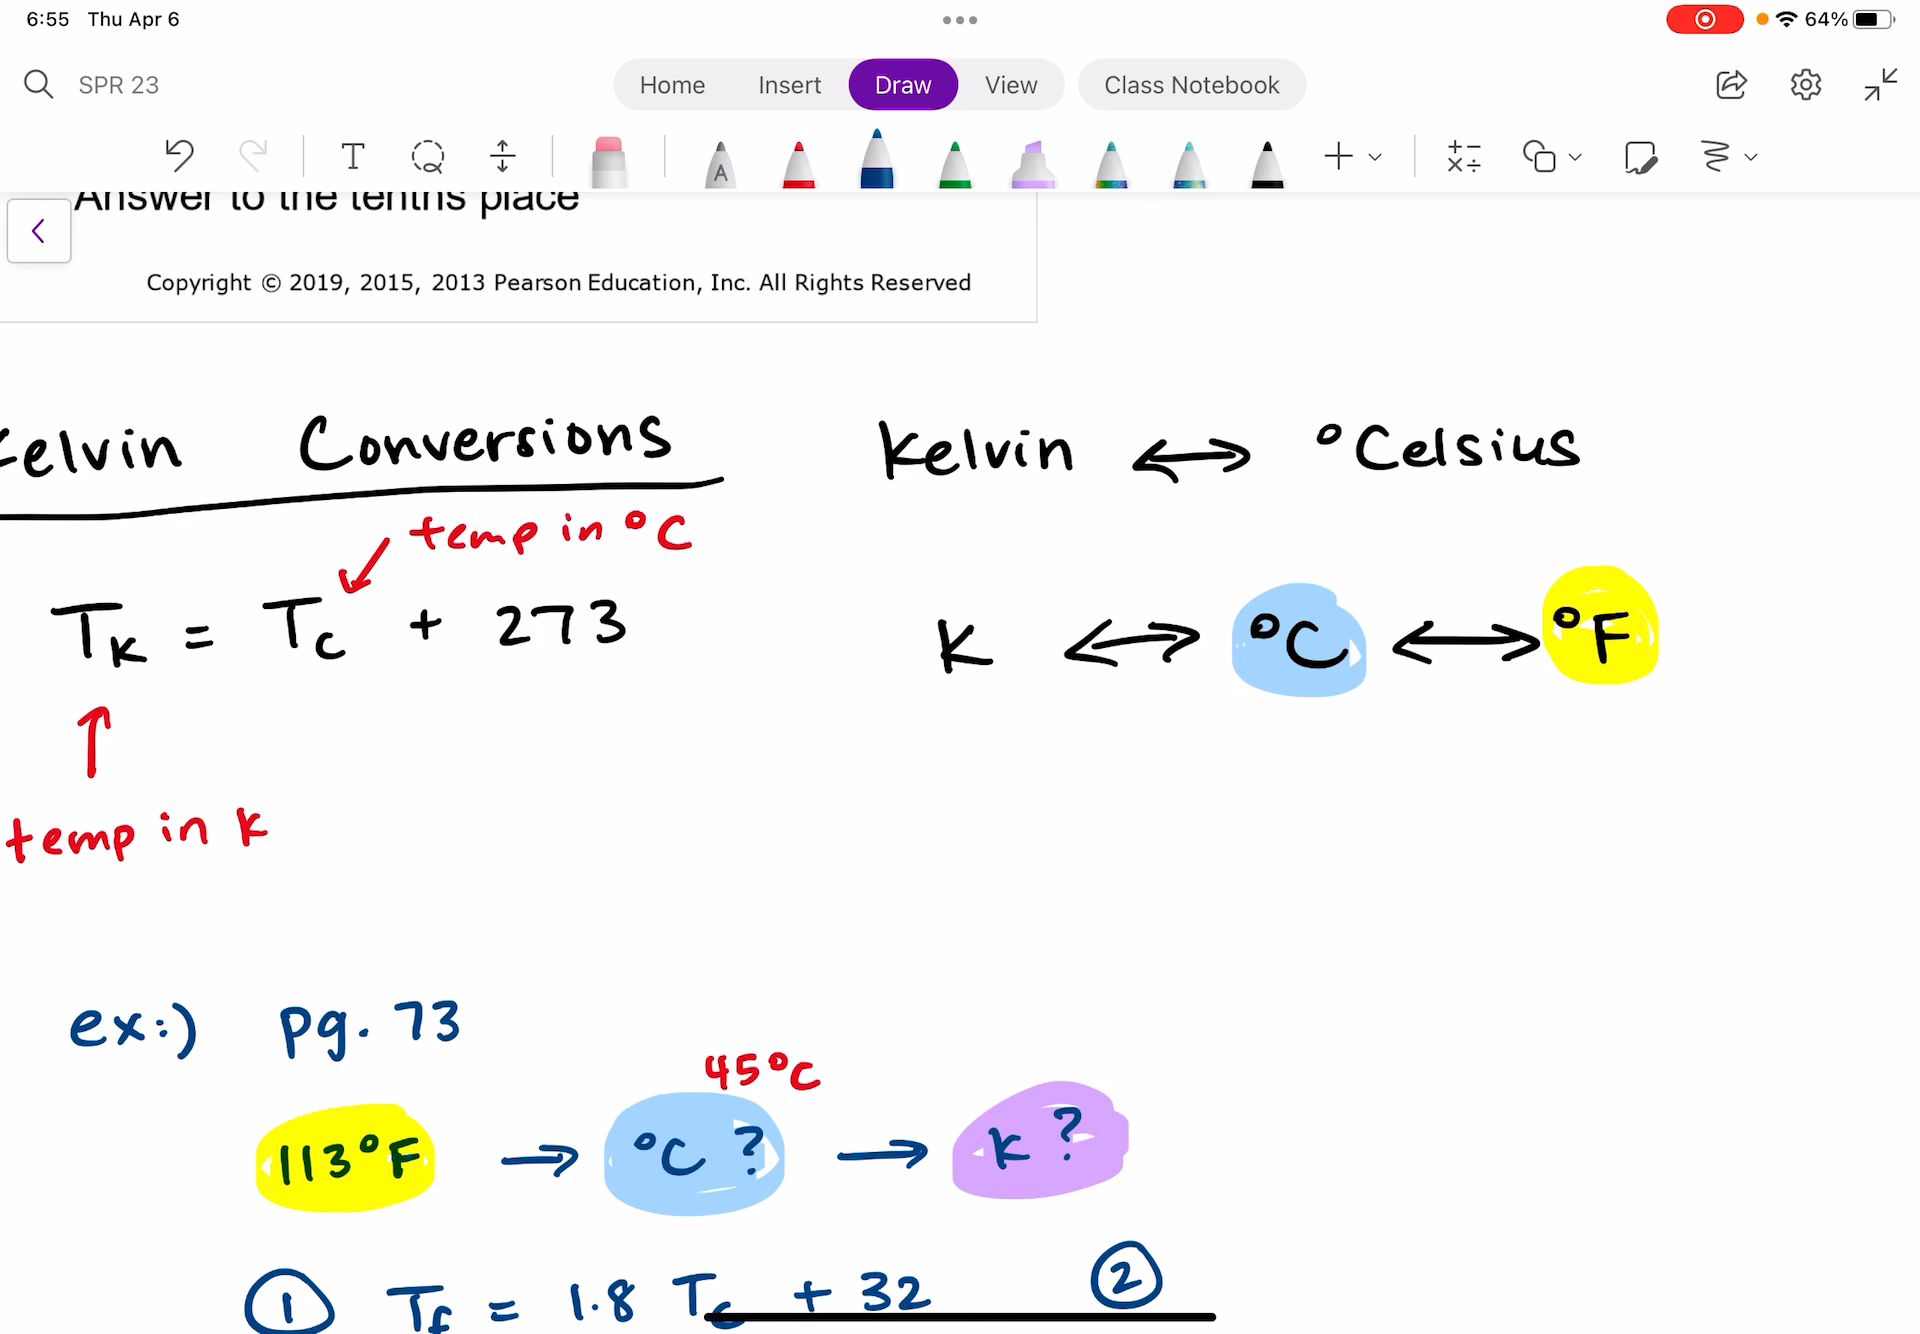 6:55 Thu Apr 6 64%
SPR 23 Home Insert Draw View Class Notebook
T A
Answer to the tenths place
Copyright © 2019, 2015, 2013 Pearson Education, Inc. All Rights Reserved
Kelvin Conversions
temp in °C
TK = TC + 273
temp in K
Kelvin ↔ °Celsius
K ↔ °C ↔ °F
ex:) pg. 73
45°C
113°F → °C ? → K ?
① Tf = 1.8 Tc + 32 ②